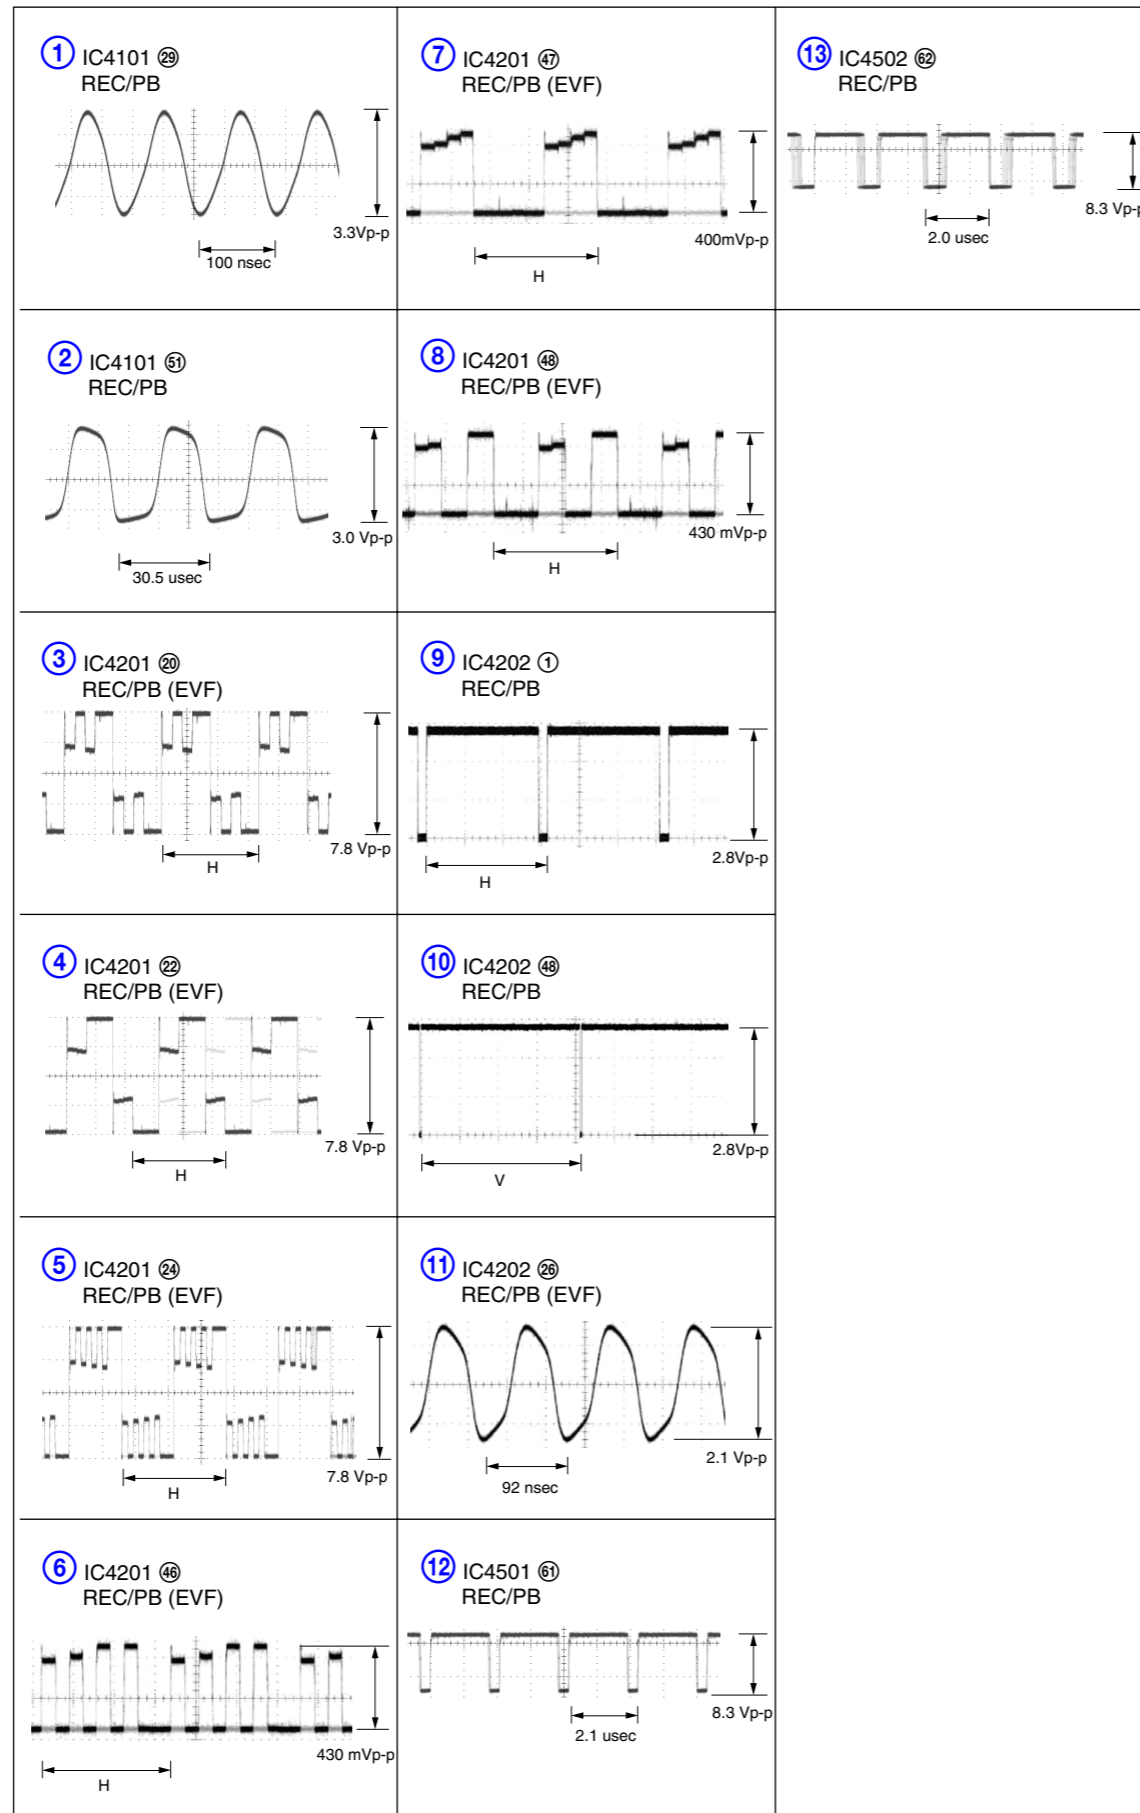 1 IC4101 ㉙
REC/PB
3.3Vp-p
100 nsec
2 IC4101 51
REC/PB
3.0 Vp-p
30.5 usec
3 IC4201 ⑳
REC/PB (EVF)
7.8 Vp-p
H
4 IC4201 ㉒
REC/PB (EVF)
7.8 Vp-p
H
5 IC4201 ㉔
REC/PB (EVF)
7.8 Vp-p
H
6 IC4201 ㊻
REC/PB (EVF)
430 mVp-p
H
7 IC4201 ㊼
REC/PB (EVF)
400mVp-p
H
8 IC4201 ㊽
REC/PB (EVF)
430 mVp-p
H
9 IC4202 ①
REC/PB
2.8Vp-p
H
10 IC4202 ㊽
REC/PB
2.8Vp-p
V
11 IC4202 ㉖
REC/PB (EVF)
2.1 Vp-p
92 nsec
12 IC4501 61
REC/PB
8.3 Vp-p
2.1 usec
13 IC4502 62
REC/PB
8.3 Vp-p
2.0 usec